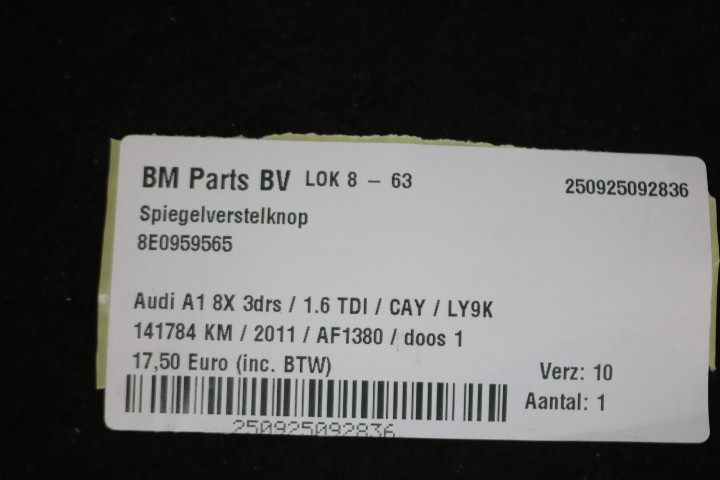 BM Parts BV LOK 8 – 63
250925092836
Spiegelverstelknop
8E0959565
Audi A1 8X 3drs / 1.6 TDI / CAY / LY9K
141784 KM / 2011 / AF1380 / doos 1
17,50 Euro (inc. BTW)
Verz: 10
Aantal: 1
250925092836